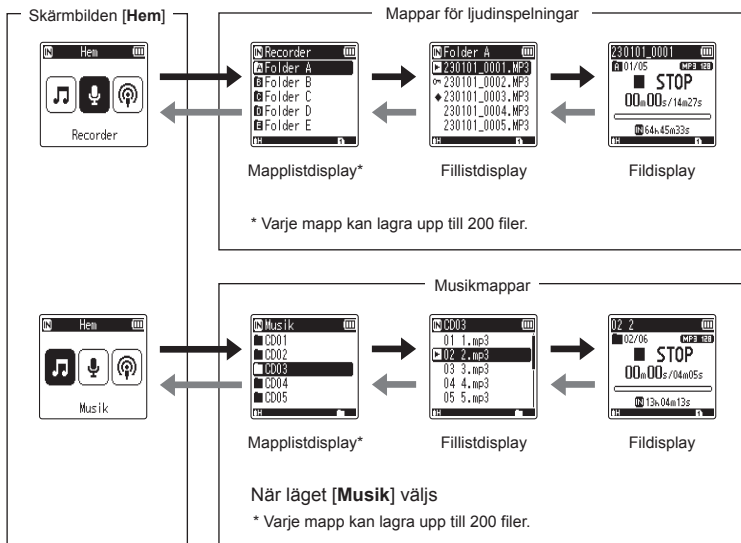 Skärmbilden [Hem]
Mappar för ljudinspelningar
Hem
Recorder
Recorder
Folder A
Folder B
Folder C
Folder D
Folder E
Mapplistdisplay*
Folder A
230101_0001.MP3
230101_0002.MP3
230101_0003.MP3
230101_0004.MP3
230101_0005.MP3
Fillistdisplay
230101_0001
01/05 MP3 128
STOP
00m00s/14m27s
IN 64h45m33s
Fildisplay
* Varje mapp kan lagra upp till 200 filer.
Musikmappar
Hem
Musik
Musik
CD01
CD02
CD03
CD04
CD05
Mapplistdisplay*
CD03
01 1.mp3
02 2.mp3
03 3.mp3
04 4.mp3
05 5.mp3
Fillistdisplay
02 2
02/06 MP3 128
STOP
00m00s/04m05s
IN 13h04m13s
Fildisplay
När läget [Musik] väljs
* Varje mapp kan lagra upp till 200 filer.